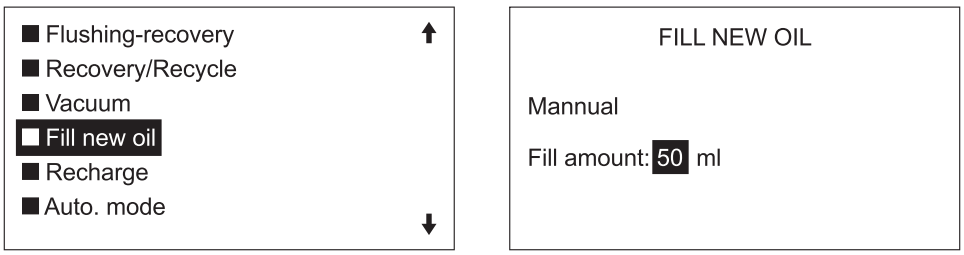 Flushing-recovery
Recovery/Recycle
Vacuum
Fill new oil
Recharge
Auto. mode
FILL NEW OIL
Mannual
Fill amount: 50 ml